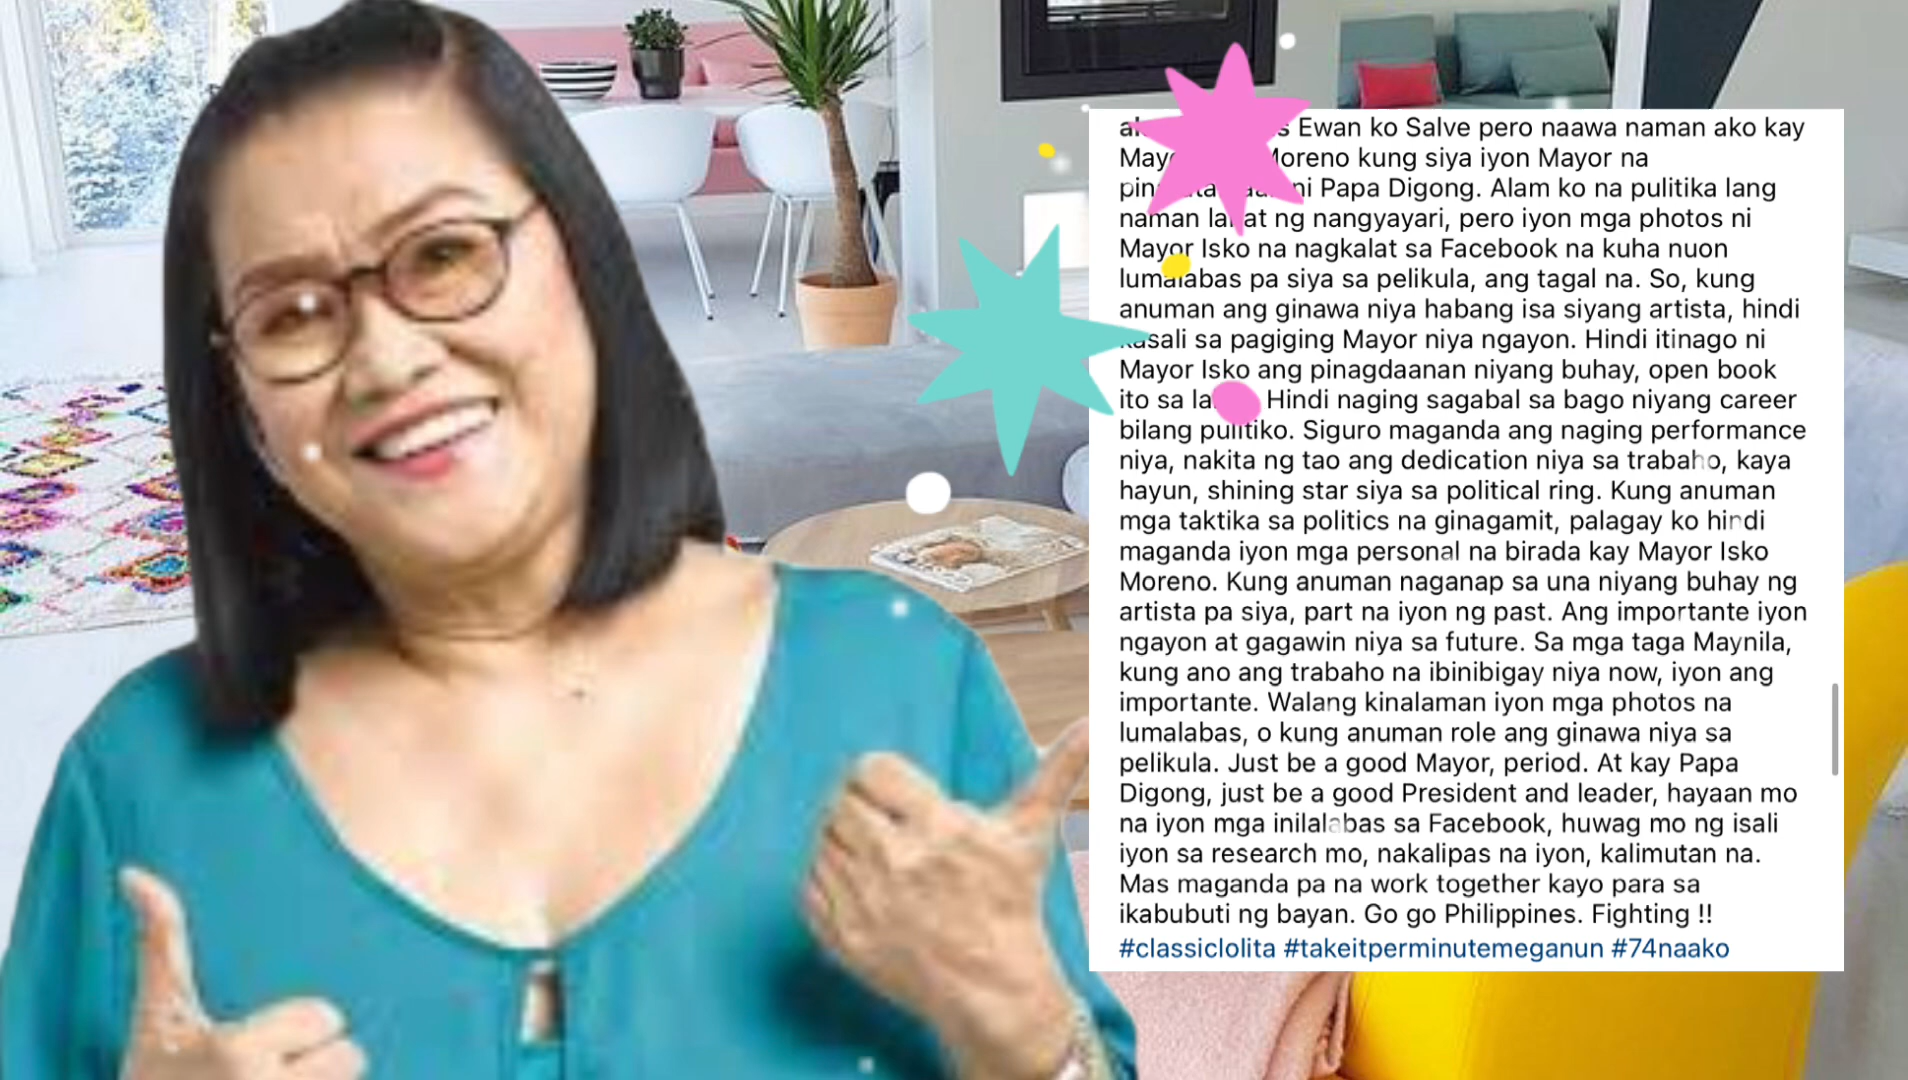 Ewan ko Salve pero naawa naman ako kay
Moreno kung siya iyon Mayor na
ni Papa Digong. Alam ko na pulitika lang
naman lahat ng nangyayari, pero iyon mga photos ni
Mayor Isko na nagkalat sa Facebook na kuha nuon
lumalabas pa siya sa pelikula, ang tagal na. So, kung
anuman ang ginawa niya habang isa siyang artista, hindi
kasali sa pagiging Mayor niya ngayon. Hindi itinago ni
Mayor Isko ang pinagdaanan niyang buhay, open book
ito sa Hindi naging sagabal sa bago niyang career
bilang pulitiko. Siguro maganda ang naging performance
niya, nakita ng tao ang dedication niya sa trabaho, kaya
hayun, shining star siya sa political ring. Kung anuman
mga taktika sa politics na ginagamit, palagay ko hindi
maganda iyon mga personal na birada kay Mayor Isko
Moreno. Kung anuman naganap sa una niyang buhay ng
artista pa siya, part na iyon ng past. Ang importante iyon
ngayon at gagawin niya sa future. Sa mga taga Maynila,
kung ano ang trabaho na ibinibigay niya now, iyon ang
importante. Walang kinalaman iyon mga photos na
lumalabas, o kung anuman role ang ginawa niya sa
pelikula. Just be a good Mayor, period. At kay Papa
Digong, just be a good President and leader, hayaan mo
na iyon mga inilalabas sa Facebook, huwag mo ng isali
iyon sa research mo, nakalipas na iyon, kalimutan na.
Mas maganda pa na work together kayo para sa
ikabubuti ng bayan. Go go Philippines. Fighting !!
#classiclolita #takeitperminutemeganun #74naako